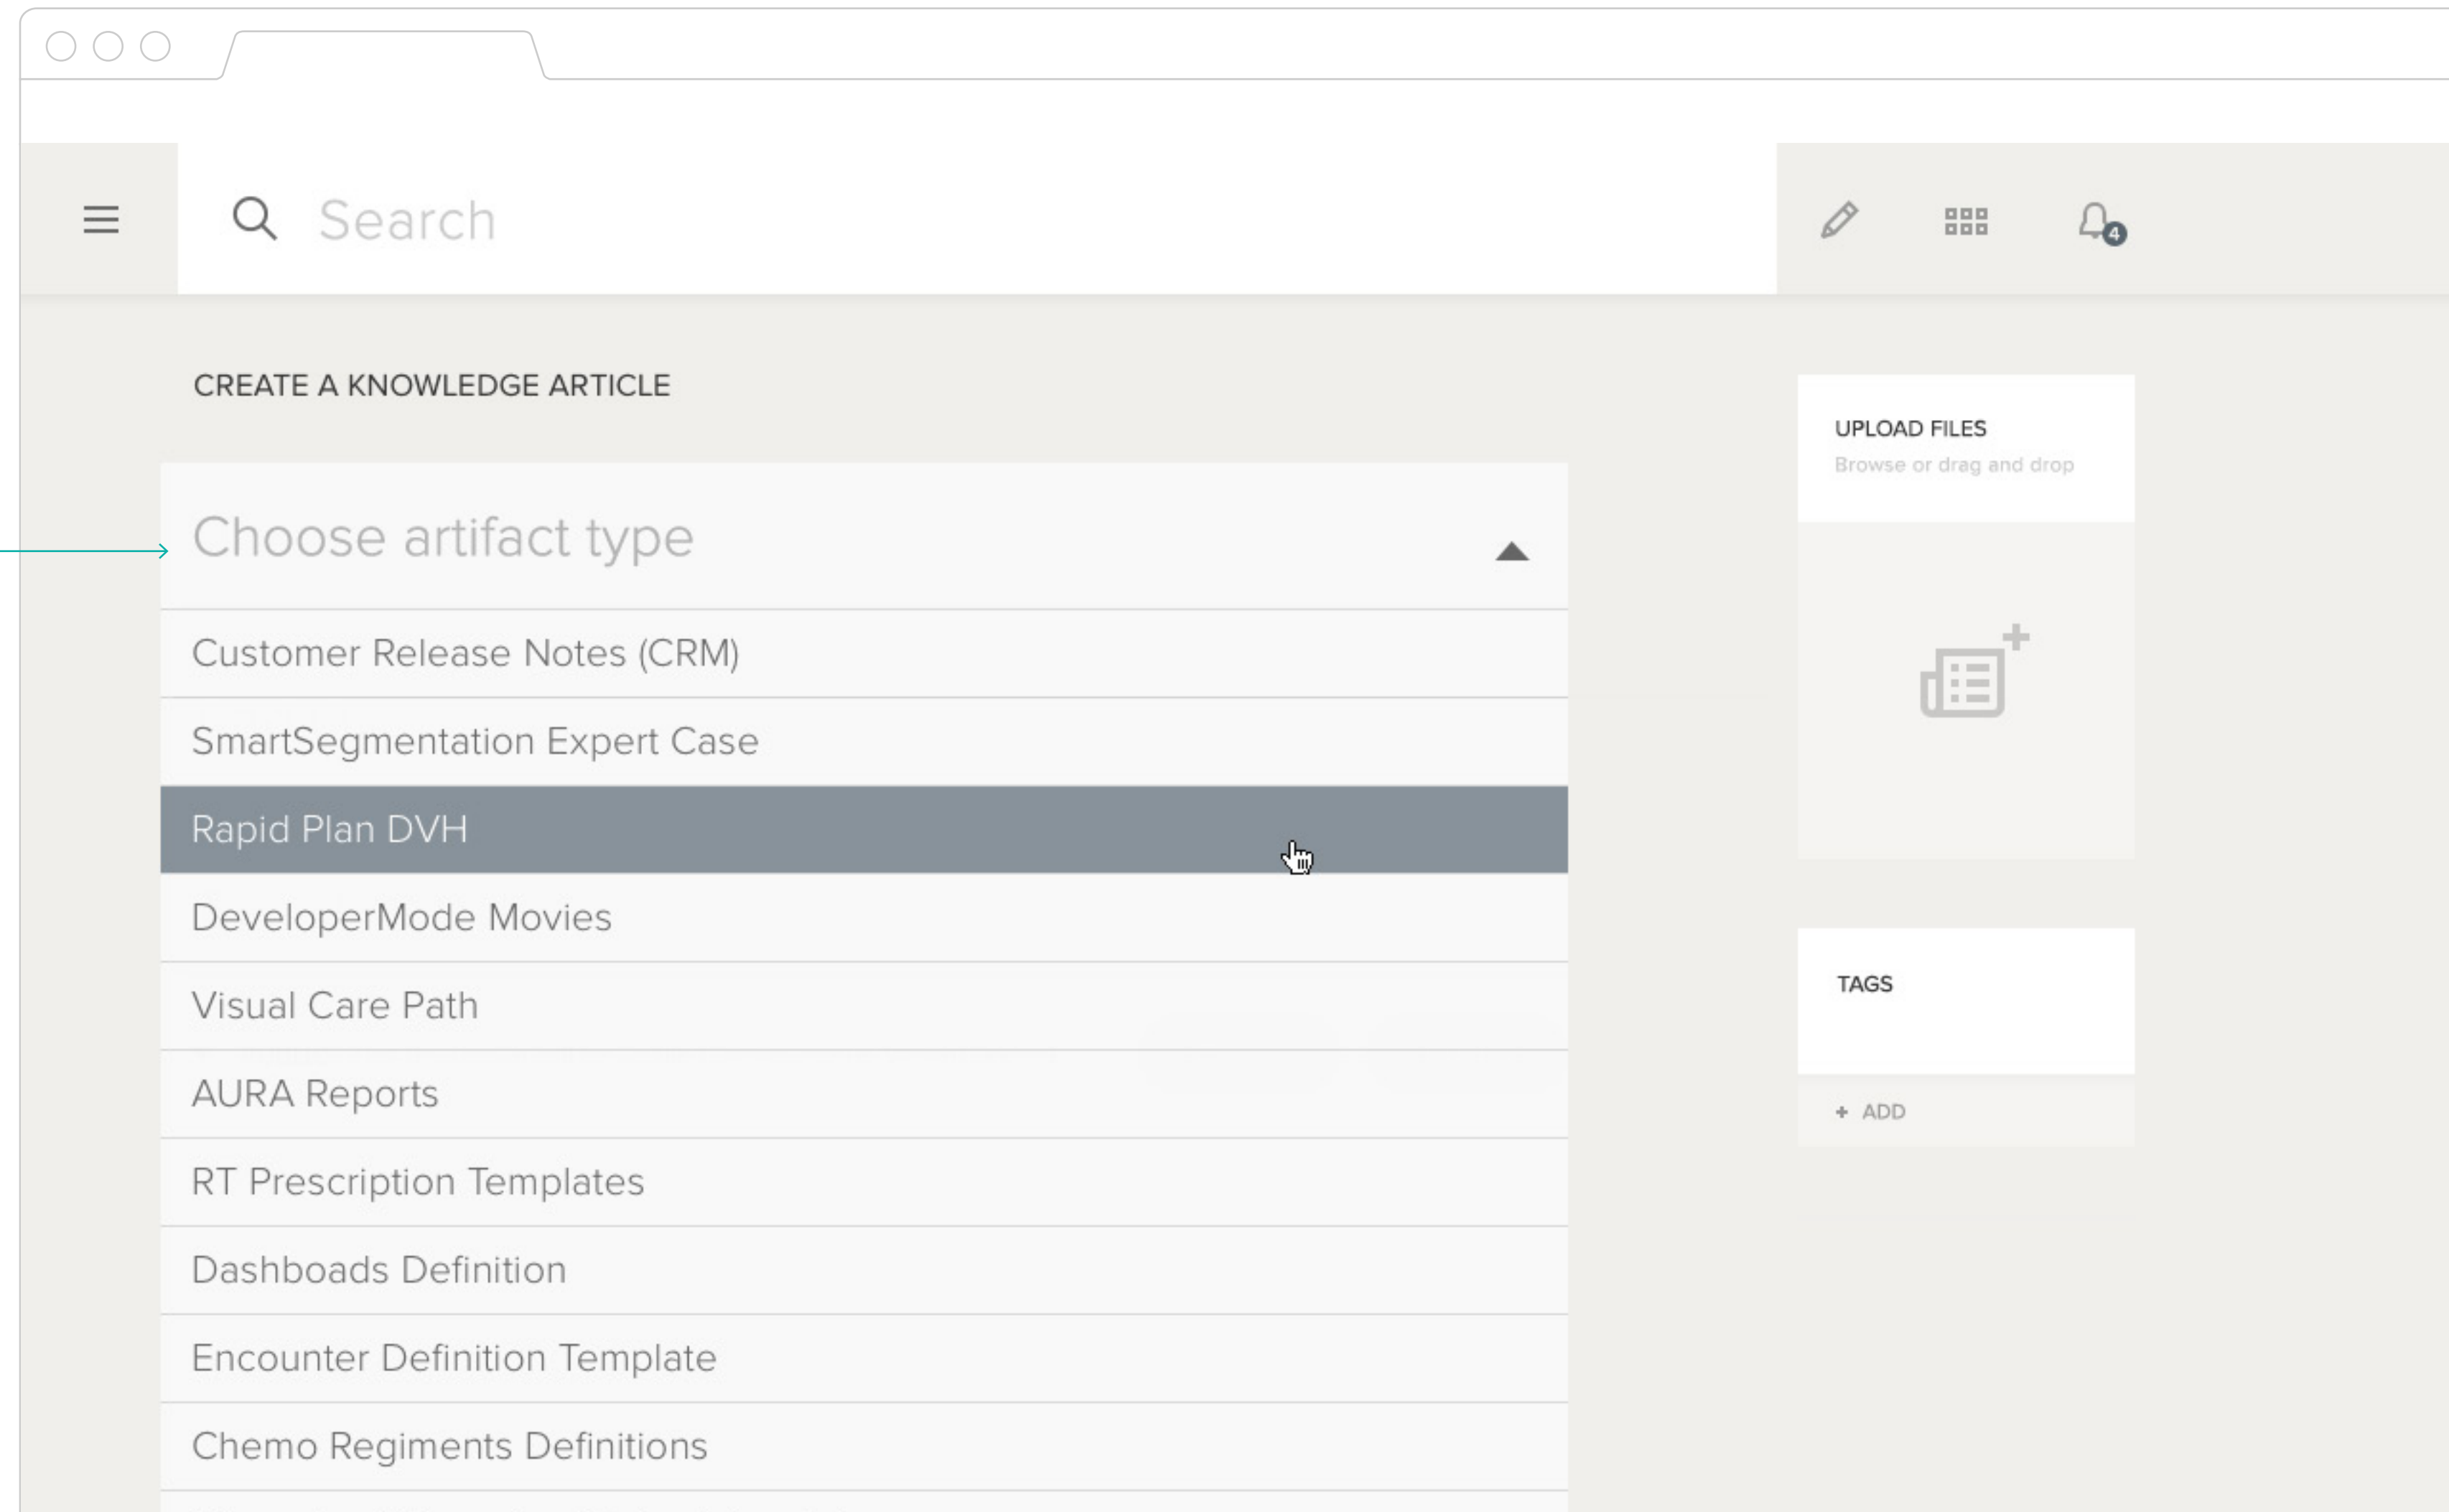 Search
4
CREATE A KNOWLEDGE ARTICLE
Choose artifact type
Customer Release Notes (CRM)
SmartSegmentation Expert Case
Rapid Plan DVH
DeveloperMode Movies
Visual Care Path
AURA Reports
RT Prescription Templates
Dashboads Definition
Encounter Definition Template
Chemo Regiments Definitions
UPLOAD FILES
Browse or drag and drop
TAGS
+ ADD